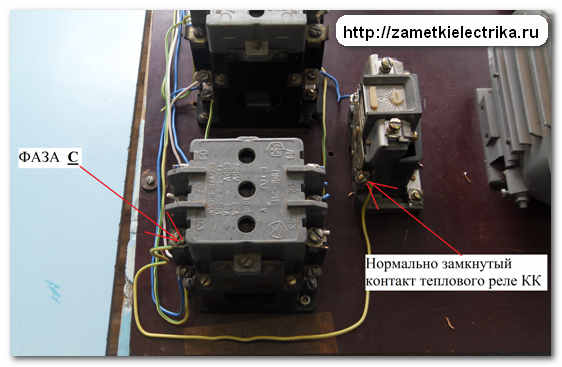 http://zametkielectrika.ru
ФАЗА С
Нормально замкнутый
контакт теплового реле КК